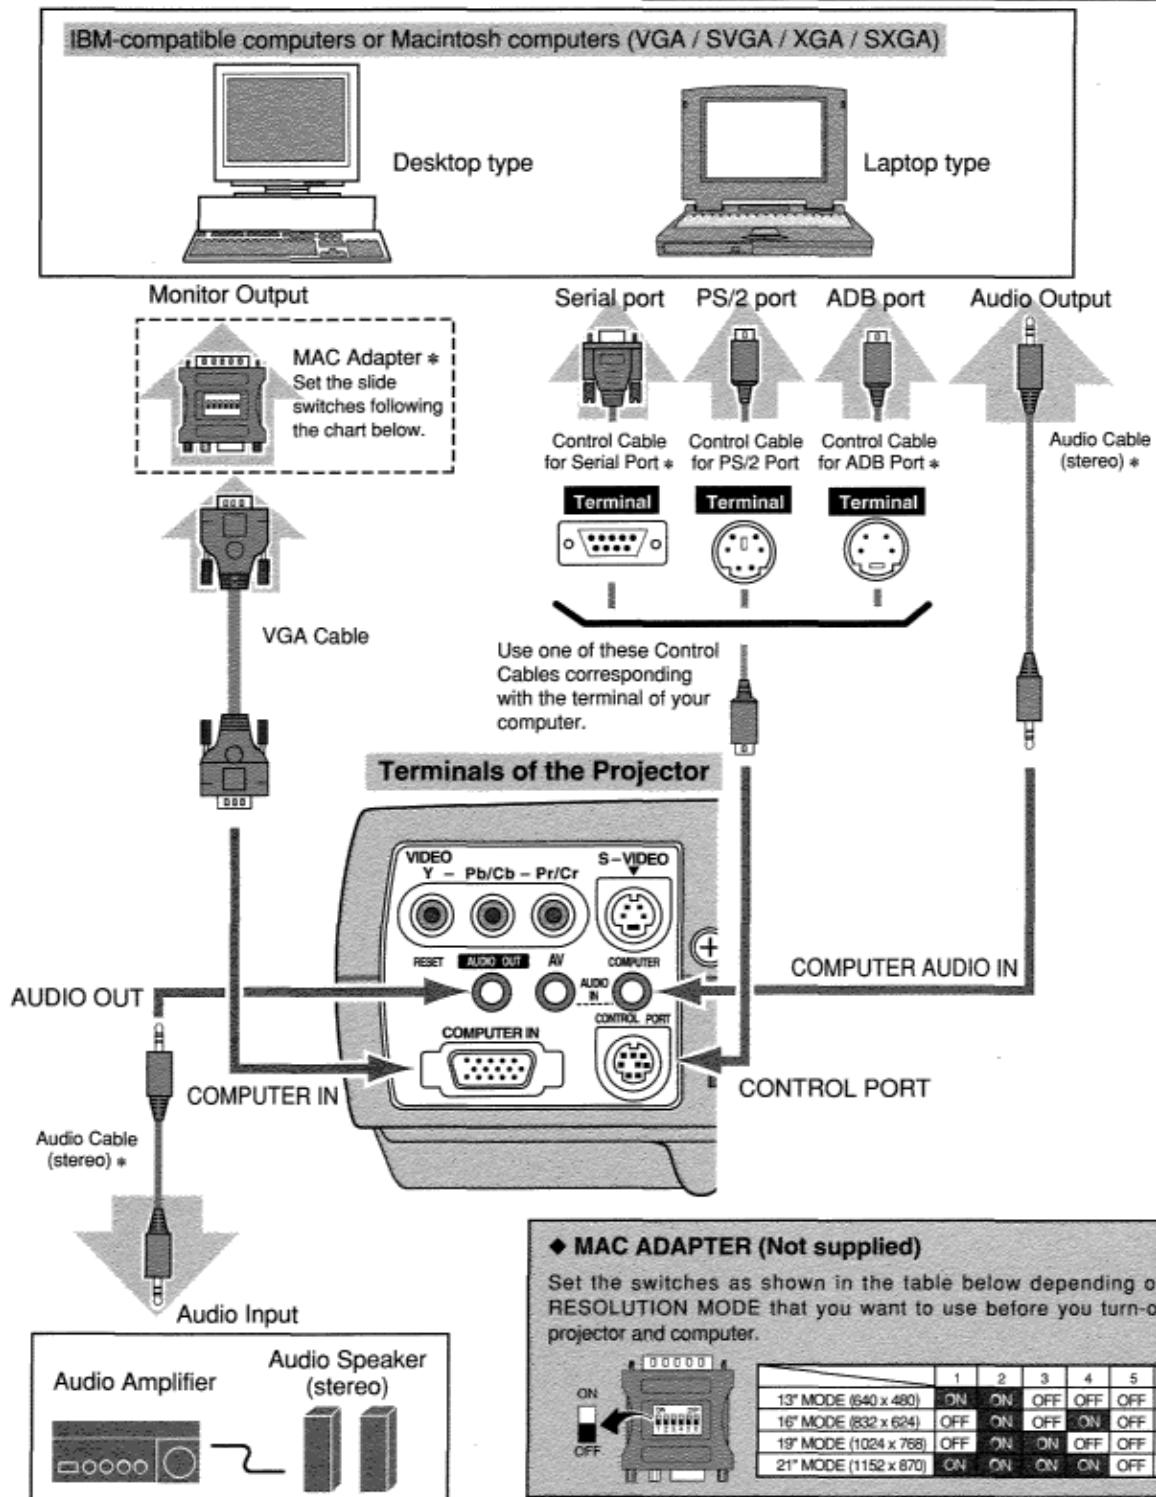 IBM-compatible computers or Macintosh computers (VGA / SVGA / XGA / SXGA)
Desktop type
Laptop type
Monitor Output
Serial port
PS/2 port
ADB port
Audio Output
MAC Adapter *
Set the slide
switches following
the chart below.
Control Cable
for Serial Port *
Control Cable
for PS/2 Port
Control Cable
for ADB Port *
Audio Cable
(stereo) *
Terminal
Terminal
Terminal
VGA Cable
Use one of these Control
Cables corresponding
with the terminal of your
computer.
Terminals of the Projector
VIDEO
Y – Pb/Cb – Pr/Cr
S–VIDEO
RESET
AUDIO OUT
AV
AUDIO
IN
COMPUTER
COMPUTER IN
CONTROL PORT
AUDIO OUT
COMPUTER AUDIO IN
COMPUTER IN
CONTROL PORT
Audio Cable
(stereo) *
Audio Input
Audio Amplifier
Audio Speaker
(stereo)
◆ MAC ADAPTER (Not supplied)
Set the switches as shown in the table below depending o
RESOLUTION MODE that you want to use before you turn-o
projector and computer.
ON
OFF
ON DIP
1 2 3 4 5 6
1 2 3 4 5
13" MODE (640 x 480) ON ON OFF OFF OFF
16" MODE (832 x 624) OFF ON OFF ON OFF
19" MODE (1024 x 768) OFF ON ON OFF OFF
21" MODE (1152 x 870) ON ON ON ON OFF